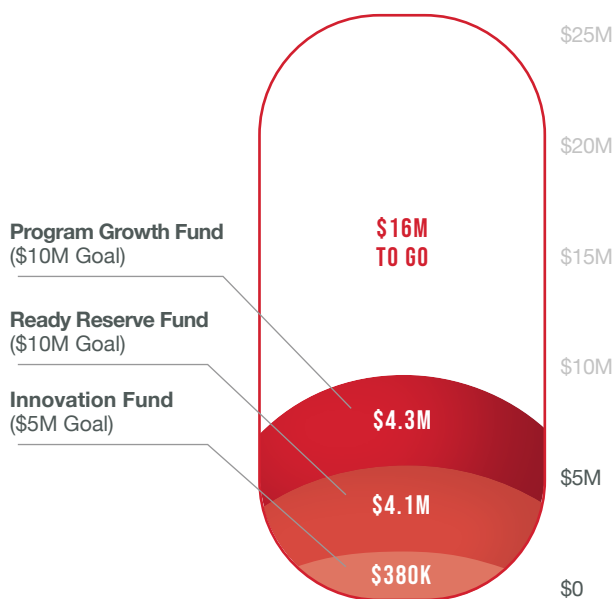 $25M
$20M
Program Growth Fund
($10M Goal)
$16M
TO GO
$15M
Ready Reserve Fund
($10M Goal)
$10M
Innovation Fund
($5M Goal)
$4.3M
$5M
$4.1M
$380K
$0